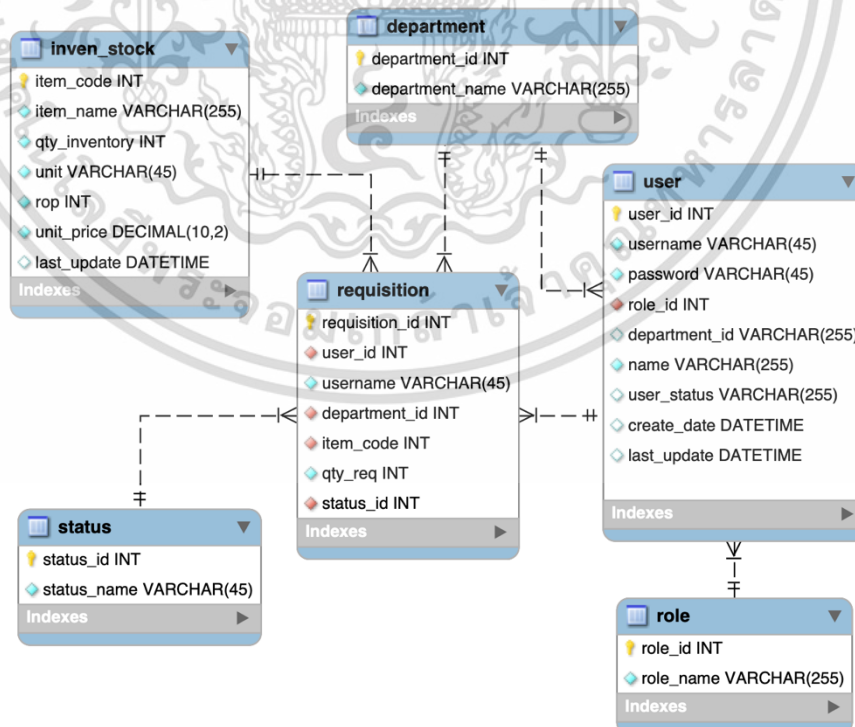 department
department_id INT
department_name VARCHAR(255)
Indexes
inven_stock
item_code INT
item_name VARCHAR(255)
qty_inventory INT
unit VARCHAR(45)
rop INT
unit_price DECIMAL(10,2)
last_update DATETIME
Indexes
user
user_id INT
username VARCHAR(45)
password VARCHAR(45)
role_id INT
department_id VARCHAR(255)
name VARCHAR(255)
user_status VARCHAR(255)
create_date DATETIME
last_update DATETIME
Indexes
requisition
requisition_id INT
user_id INT
username VARCHAR(45)
department_id INT
item_code INT
qty_req INT
status_id INT
Indexes
status
status_id INT
status_name VARCHAR(45)
Indexes
role
role_id INT
role_name VARCHAR(255)
Indexes